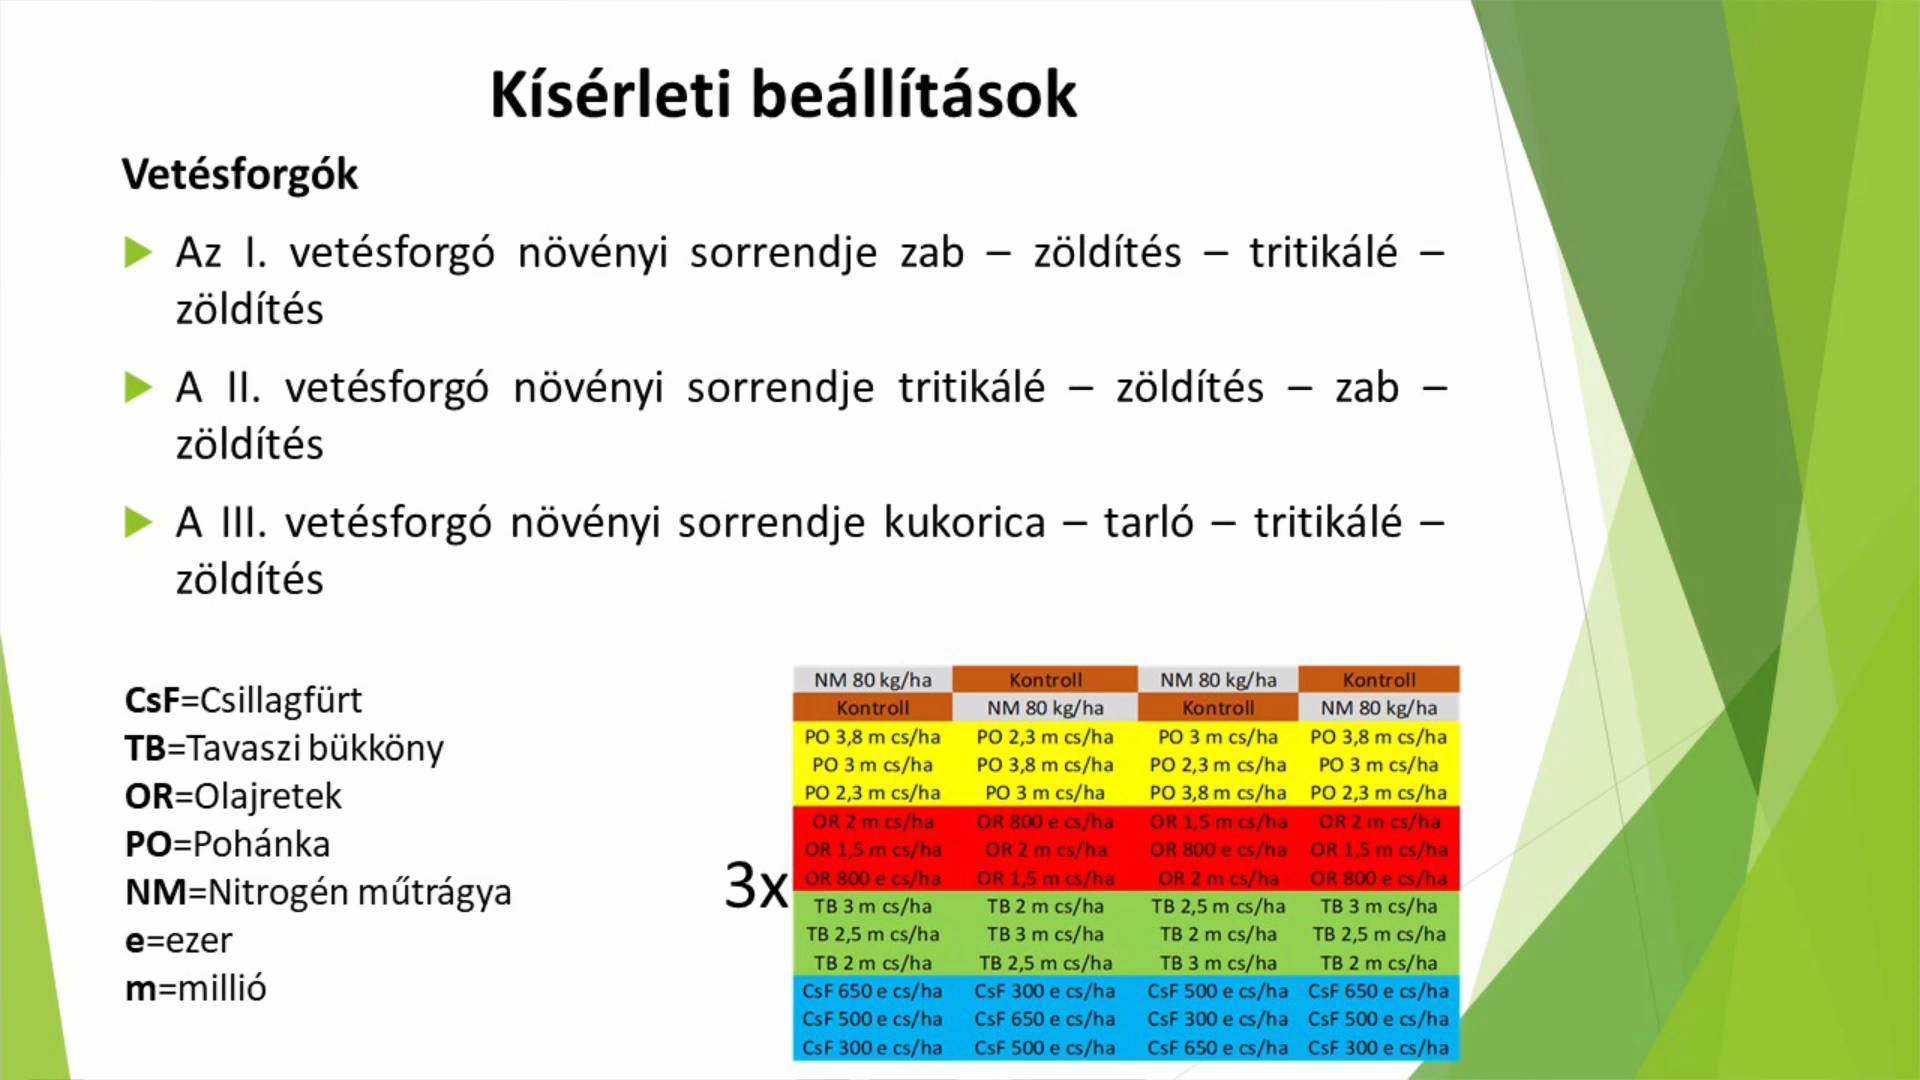 Kísérleti beállítások
Vetésforgók
Az I. vetésforgó növényi sorrendje zab – zöldítés – tritikálé –
zöldítés
A II. vetésforgó növényi sorrendje tritikálé – zöldítés – zab –
zöldítés
A III. vetésforgó növényi sorrendje kukorica – tarló – tritikálé –
zöldítés
CsF=Csillagfürt
TB=Tavaszi bükköny
OR=Olajretek
PO=Pohánka
NM=Nitrogén műtrágya
e=ezer
m=millió
3x
NM 80 kg/ha Kontroll NM 80 kg/ha Kontroll
Kontroll NM 80 kg/ha Kontroll NM 80 kg/ha
PO 3,8 m cs/ha PO 2,3 m cs/ha PO 3 m cs/ha PO 3,8 m cs/ha
PO 3 m cs/ha PO 3,8 m cs/ha PO 2,3 m cs/ha PO 3 m cs/ha
PO 2,3 m cs/ha PO 3 m cs/ha PO 3,8 m cs/ha PO 2,3 m cs/ha
OR 2 m cs/ha OR 800 e cs/ha OR 1,5 m cs/ha OR 2 m cs/ha
OR 1,5 m cs/ha OR 2 m cs/ha OR 800 e cs/ha OR 1,5 m cs/ha
OR 800 e cs/ha OR 1,5 m cs/ha OR 2 m cs/ha OR 800 e cs/ha
TB 3 m cs/ha TB 2 m cs/ha TB 2,5 m cs/ha TB 3 m cs/ha
TB 2,5 m cs/ha TB 3 m cs/ha TB 2 m cs/ha TB 2,5 m cs/ha
TB 2 m cs/ha TB 2,5 m cs/ha TB 3 m cs/ha TB 2 m cs/ha
CsF 650 e cs/ha CsF 300 e cs/ha CsF 500 e cs/ha CsF 650 e cs/ha
CsF 500 e cs/ha CsF 650 e cs/ha CsF 300 e cs/ha CsF 500 e cs/ha
CsF 300 e cs/ha CsF 500 e cs/ha CsF 650 e cs/ha CsF 300 e cs/ha